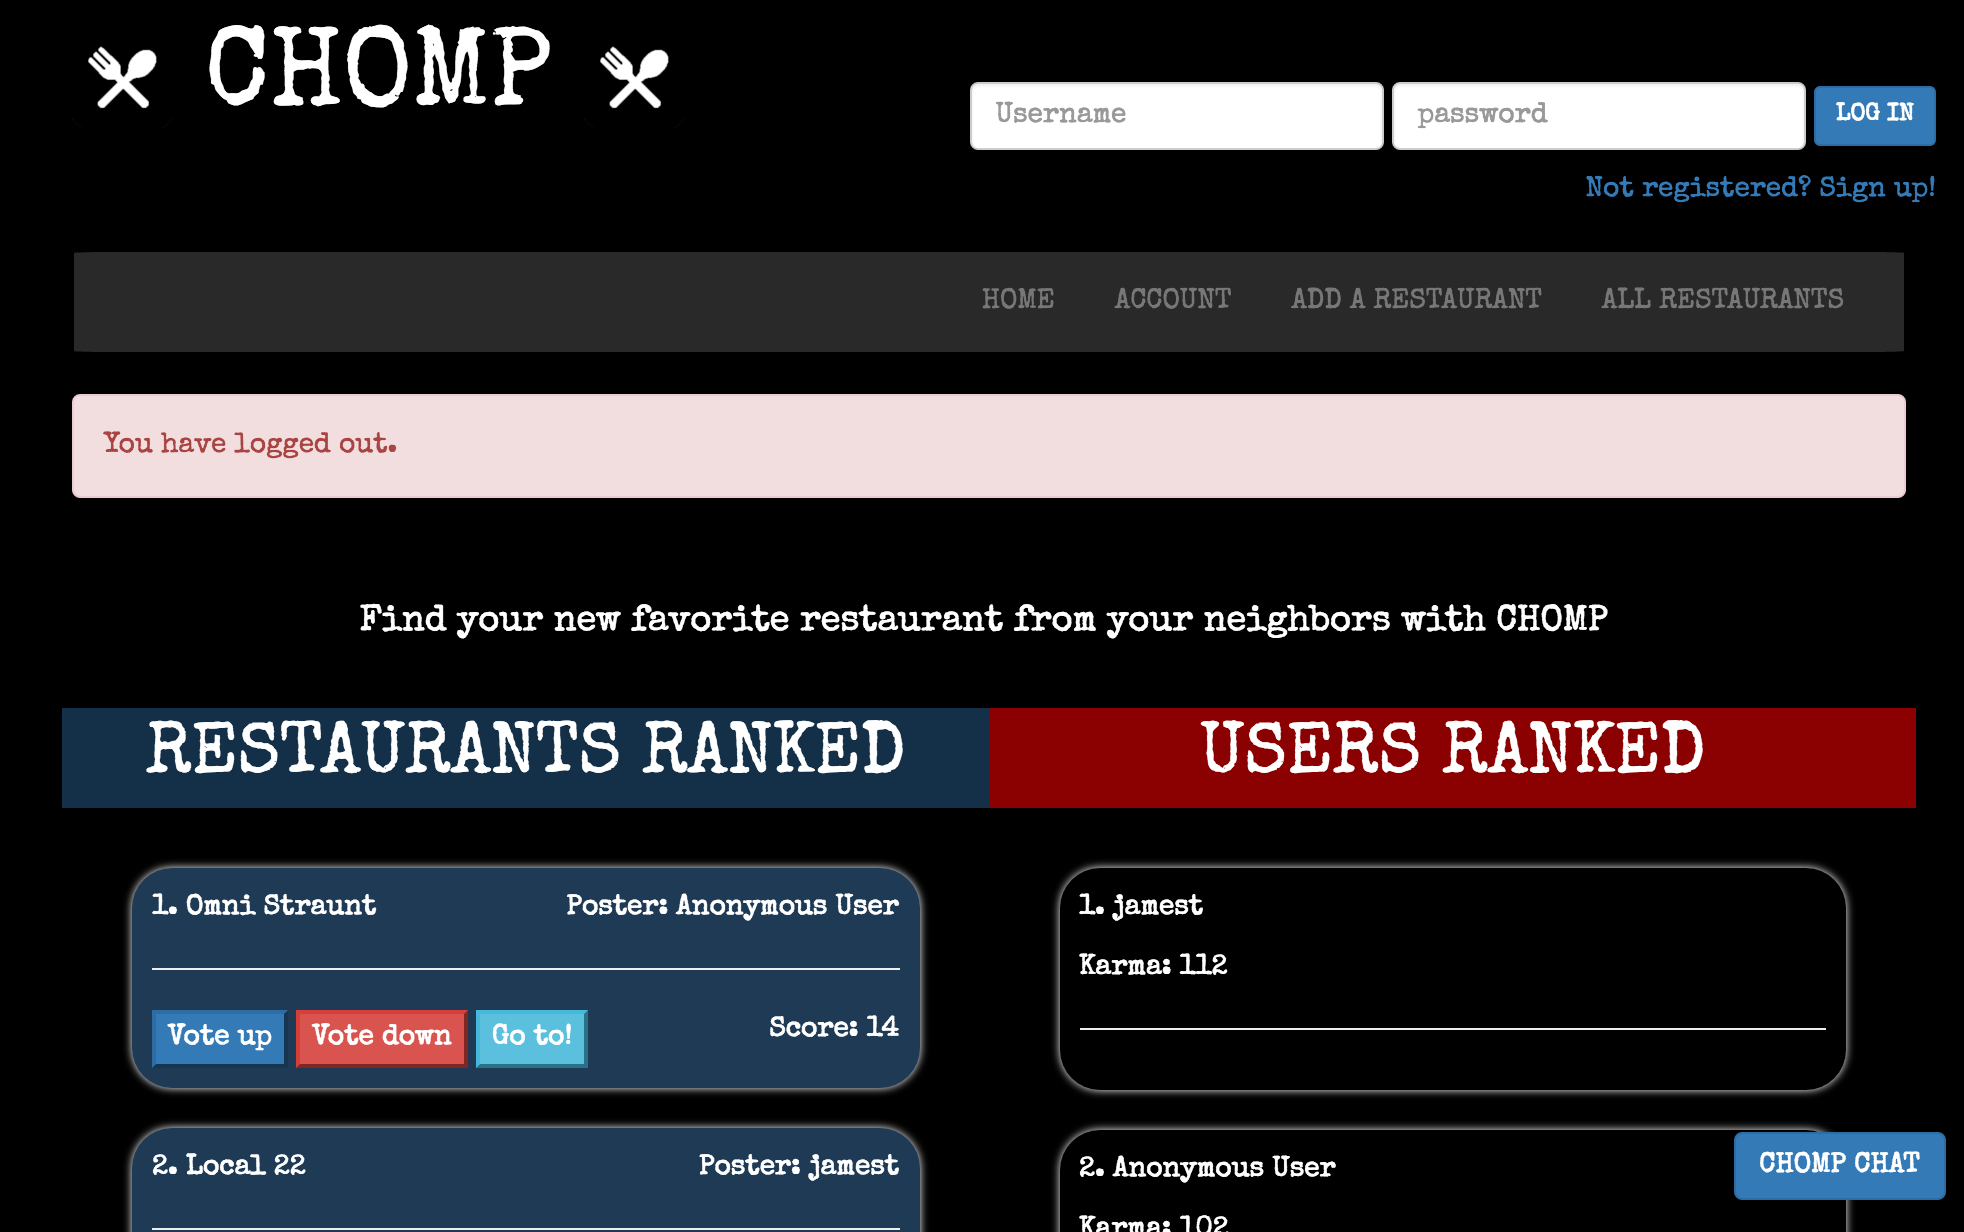 CHOMP
Username
password
LOG IN
Not registered? Sign up!
HOME
ACCOUNT
ADD A RESTAURANT
ALL RESTAURANTS
You have logged out.
Find your new favorite restaurant from your neighbors with CHOMP
RESTAURANTS RANKED
1. Omni Straunt
Poster: Anonymous User
Vote up
Vote down
Go to!
Score: 14
2. Local 22
Poster: jamest
USERS RANKED
1. jamest
Karma: 112
2. Anonymous User
Karma: 102
CHOMP CHAT